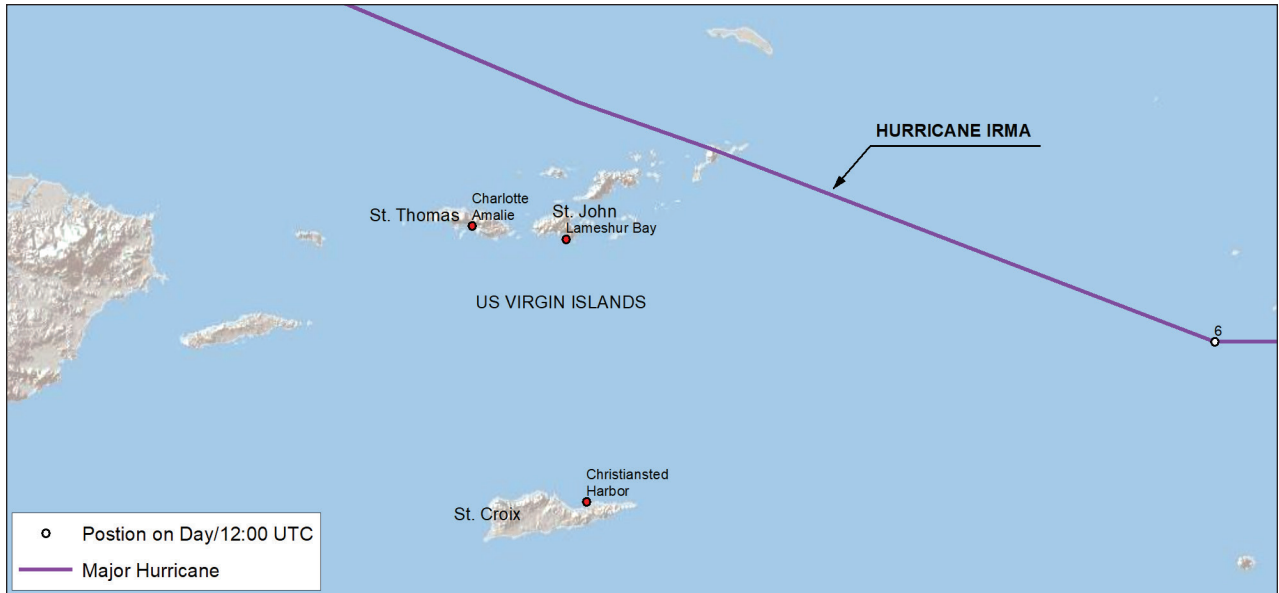 HURRICANE IRMA
Charlotte
Amalie
St. Thomas
St. John
Lameshur Bay
US VIRGIN ISLANDS
6
Christiansted
Harbor
St. Croix
Postion on Day/12:00 UTC
Major Hurricane